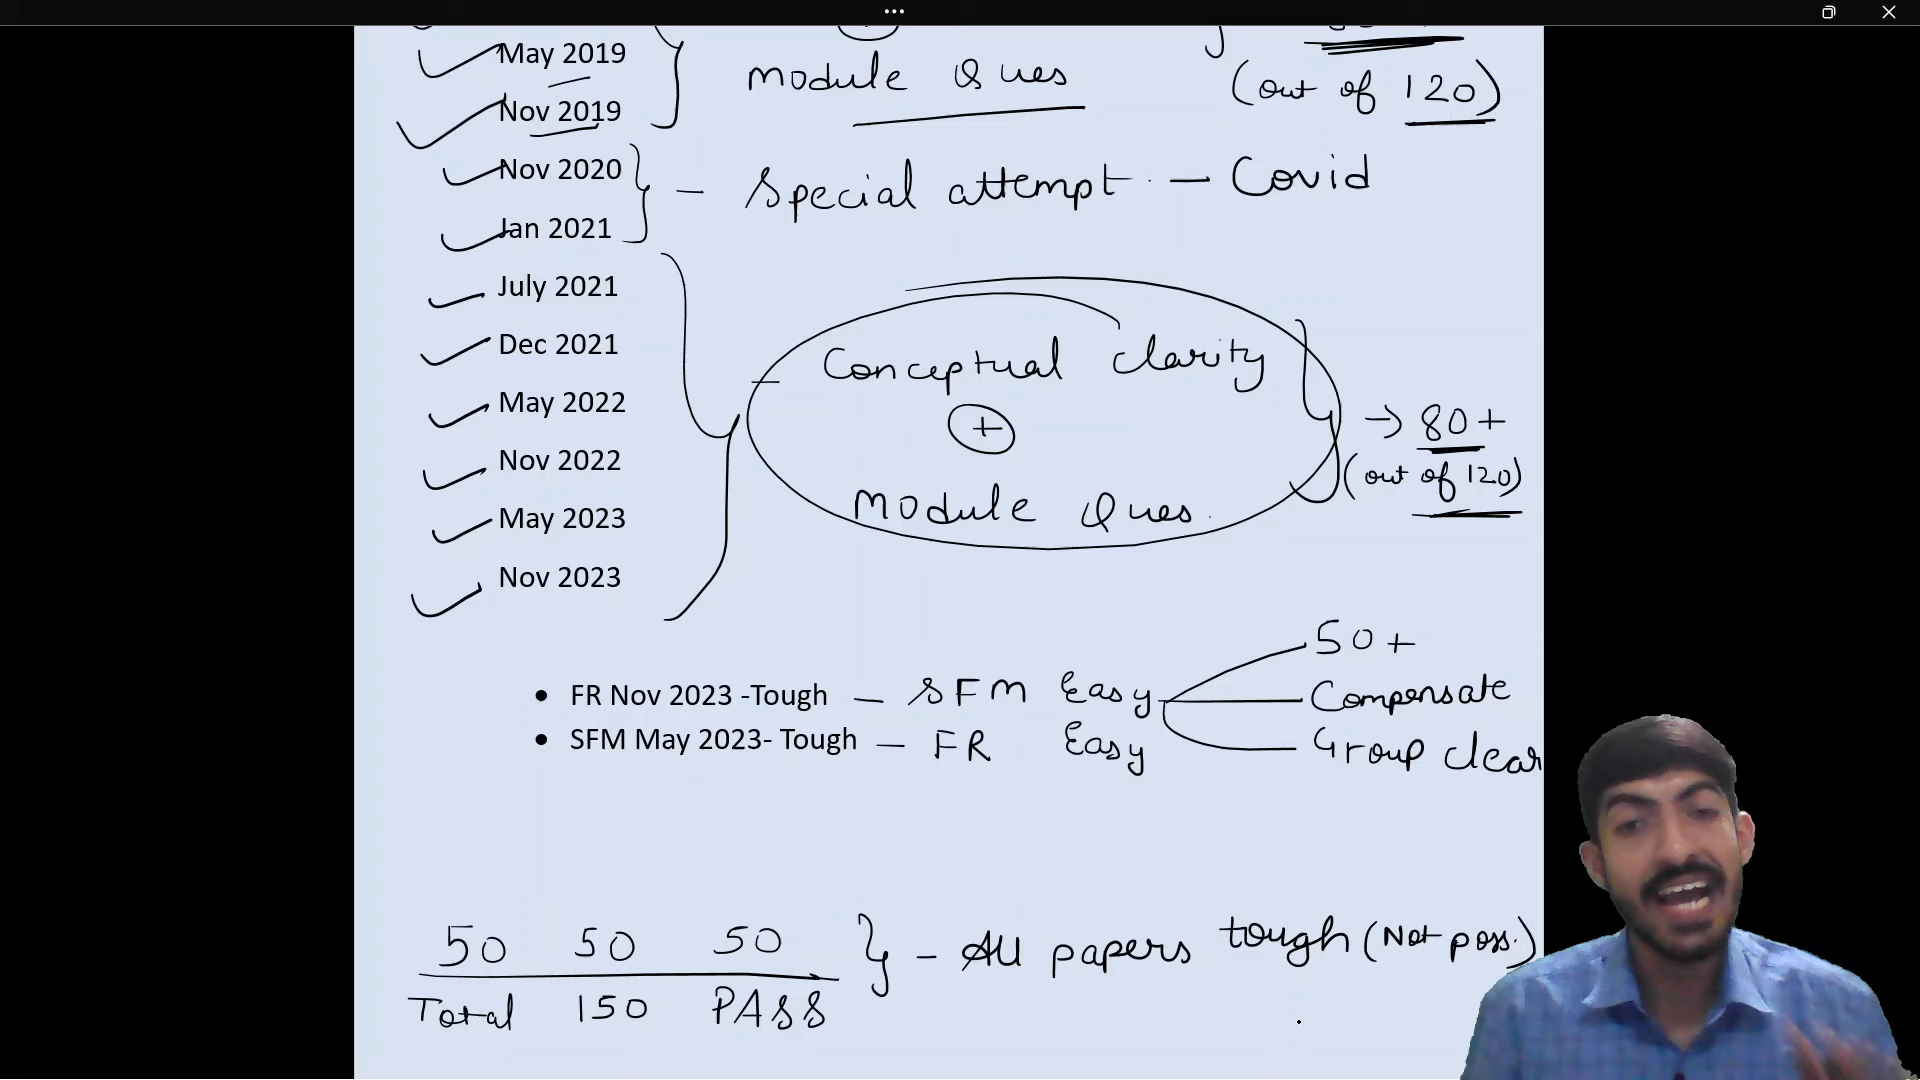 May 2019
Nov 2019
Module Ques
(out of 120)
Nov 2020
Jan 2021
- Special attempt - Covid
July 2021
Dec 2021
May 2022
Nov 2022
May 2023
Nov 2023
- Conceptual clarity
+
Module Ques.
→ 80+
(out of 120)
• FR Nov 2023 -Tough - SFM Easy
• SFM May 2023- Tough - FR Easy
50+
Compensate
Group clear
50 50 50
Total 150 PASS
- All papers tough (Not poss.)